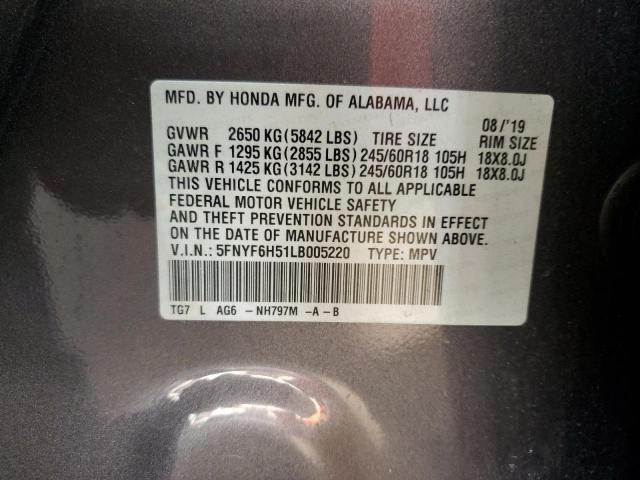 MFD. BY HONDA MFG. OF ALABAMA, LLC
08/'19
GVWR 2650 KG(5842 LBS) TIRE SIZE RIM SIZE
GAWR F 1295 KG(2855 LBS) 245/60R18 105H 18X8.0J
GAWR R 1425 KG(3142 LBS) 245/60R18 105H 18X8.0J
THIS VEHICLE CONFORMS TO ALL APPLICABLE
FEDERAL MOTOR VEHICLE SAFETY
AND THEFT PREVENTION STANDARDS IN EFFECT
ON THE DATE OF MANUFACTURE SHOWN ABOVE.
V.I.N.: 5FNYF6H51LB005220 TYPE: MPV
TG7 L AG6 -NH797M -A-B